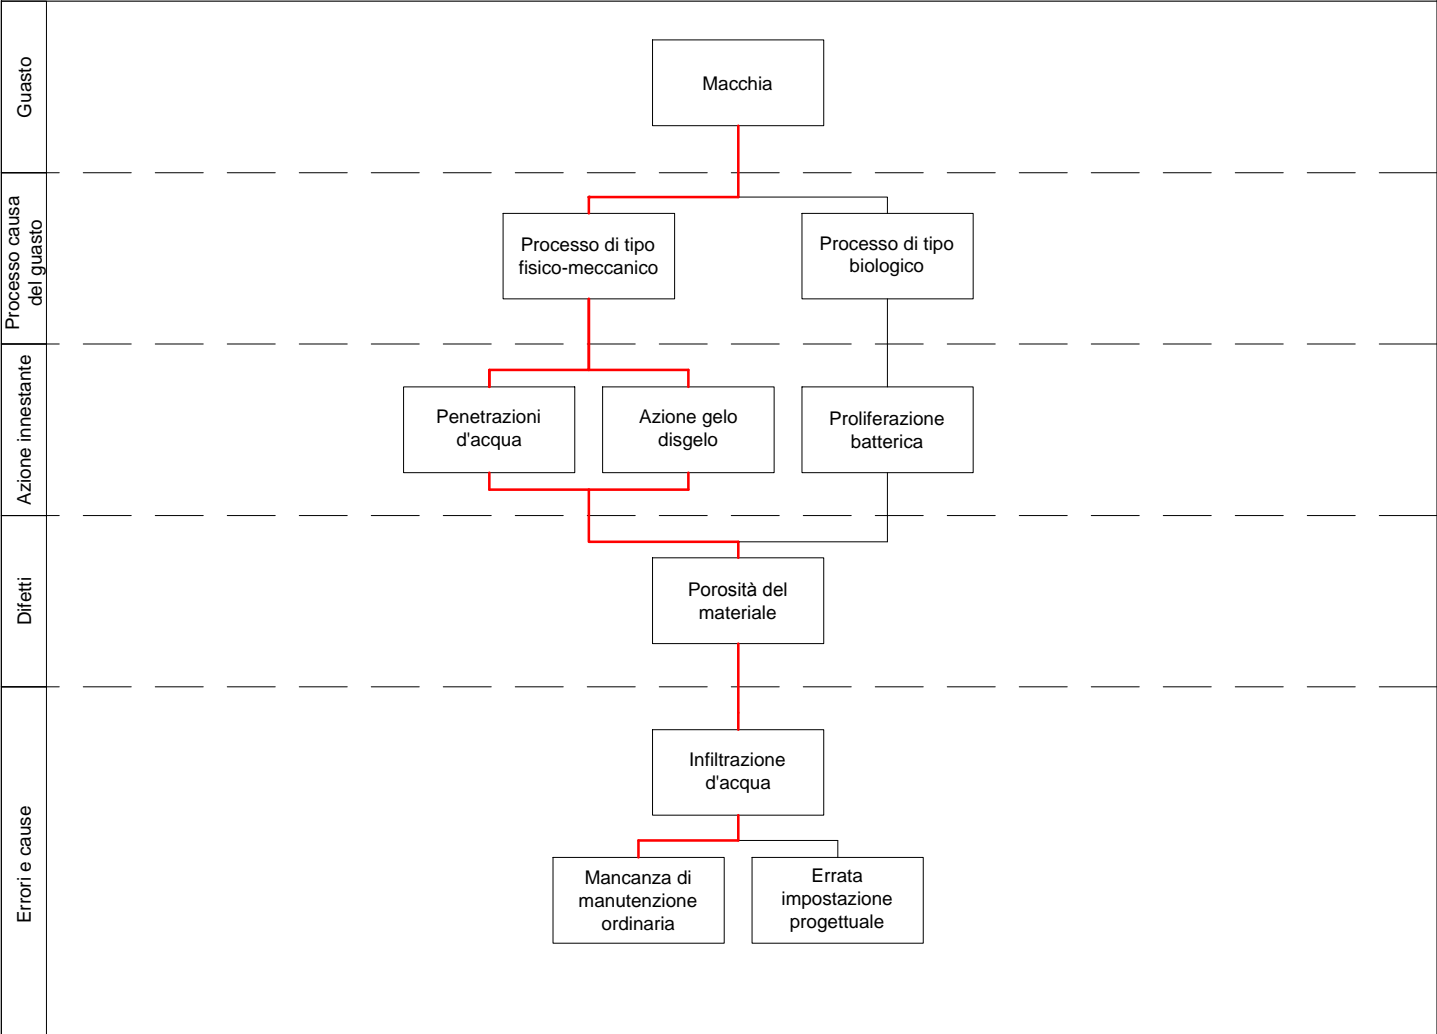 Guasto
Macchia
Processo causa
del guasto
Processo di tipo
fisico-meccanico
Processo di tipo
biologico
Azione innestante
Penetrazioni
d'acqua
Azione gelo
disgelo
Proliferazione
batterica
Difetti
Porosità del
materiale
Errori e cause
Infiltrazione
d'acqua
Mancanza di
manutenzione
ordinaria
Errata
impostazione
progettuale